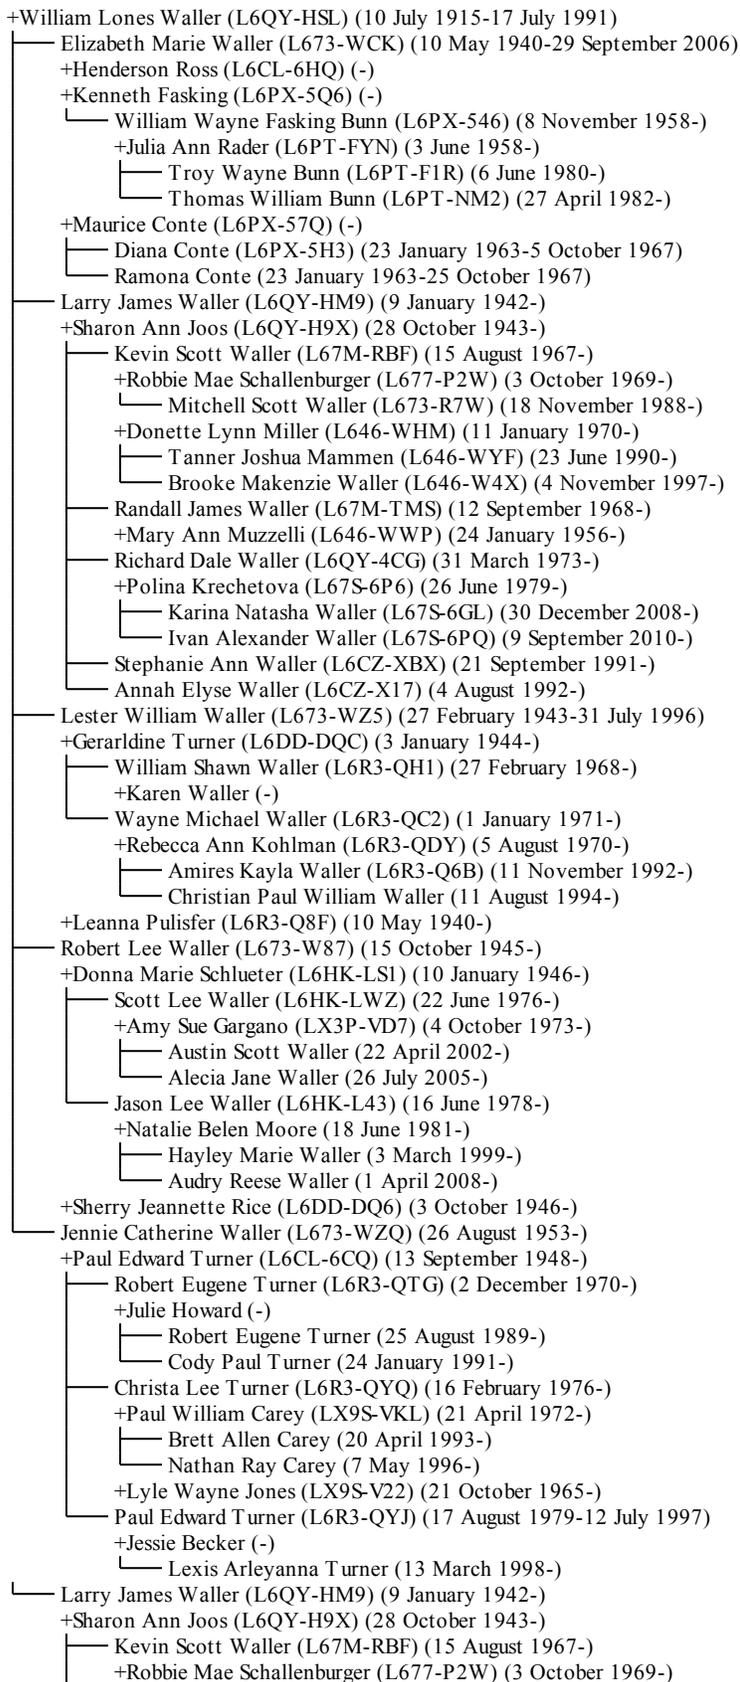 +William Lones Waller (L6QY-HSL) (10 July 1915-17 July 1991)
Elizabeth Marie Waller (L673-WCK) (10 May 1940-29 September 2006)
+Henderson Ross (L6CL-6HQ) (-)
+Kenneth Fasking (L6PX-5Q6) (-)
William Wayne Fasking Bunn (L6PX-546) (8 November 1958-)
+Julia Ann Rader (L6PT-FYN) (3 June 1958-)
Troy Wayne Bunn (L6PT-F1R) (6 June 1980-)
Thomas William Bunn (L6PT-NM2) (27 April 1982-)
+Maurice Conte (L6PX-57Q) (-)
Diana Conte (L6PX-5H3) (23 January 1963-5 October 1967)
Ramona Conte (23 January 1963-25 October 1967)
Larry James Waller (L6QY-HM9) (9 January 1942-)
+Sharon Ann Joos (L6QY-H9X) (28 October 1943-)
Kevin Scott Waller (L67M-RBF) (15 August 1967-)
+Robbie Mae Schallenburger (L677-P2W) (3 October 1969-)
Mitchell Scott Waller (L673-R7W) (18 November 1988-)
+Donette Lynn Miller (L646-WHM) (11 January 1970-)
Tanner Joshua Mammen (L646-WYF) (23 June 1990-)
Brooke Makenzie Waller (L646-W4X) (4 November 1997-)
Randall James Waller (L67M-TMS) (12 September 1968-)
+Mary Ann Muzzelli (L646-WWP) (24 January 1956-)
Richard Dale Waller (L6QY-4CG) (31 March 1973-)
+Polina Krechetova (L67S-6P6) (26 June 1979-)
Karina Natasha Waller (L67S-6GL) (30 December 2008-)
Ivan Alexander Waller (L67S-6PQ) (9 September 2010-)
Stephanie Ann Waller (L6CZ-XBX) (21 September 1991-)
Annah Elyse Waller (L6CZ-X17) (4 August 1992-)
Lester William Waller (L673-WZ5) (27 February 1943-31 July 1996)
+Gerarldine Turner (L6DD-DQC) (3 January 1944-)
William Shawn Waller (L6R3-QH1) (27 February 1968-)
+Karen Waller (-)
Wayne Michael Waller (L6R3-QC2) (1 January 1971-)
+Rebecca Ann Kohlman (L6R3-QDY) (5 August 1970-)
Amires Kayla Waller (L6R3-Q6B) (11 November 1992-)
Christian Paul William Waller (11 August 1994-)
+Leanna Pulisfer (L6R3-Q8F) (10 May 1940-)
Robert Lee Waller (L673-W87) (15 October 1945-)
+Donna Marie Schlueter (L6HK-LS1) (10 January 1946-)
Scott Lee Waller (L6HK-LWZ) (22 June 1976-)
+Amy Sue Gargano (LX3P-VD7) (4 October 1973-)
Austin Scott Waller (22 April 2002-)
Alecia Jane Waller (26 July 2005-)
Jason Lee Waller (L6HK-L43) (16 June 1978-)
+Natalie Belen Moore (18 June 1981-)
Hayley Marie Waller (3 March 1999-)
Audry Reese Waller (1 April 2008-)
+Sherry Jeannette Rice (L6DD-DQ6) (3 October 1946-)
Jennie Catherine Waller (L673-WZQ) (26 August 1953-)
+Paul Edward Turner (L6CL-6CQ) (13 September 1948-)
Robert Eugene Turner (L6R3-QTG) (2 December 1970-)
+Julie Howard (-)
Robert Eugene Turner (25 August 1989-)
Cody Paul Turner (24 January 1991-)
Christa Lee Turner (L6R3-QYQ) (16 February 1976-)
+Paul William Carey (LX9S-VKL) (21 April 1972-)
Brett Allen Carey (20 April 1993-)
Nathan Ray Carey (7 May 1996-)
+Lyle Wayne Jones (LX9S-V22) (21 October 1965-)
Paul Edward Turner (L6R3-QYJ) (17 August 1979-12 July 1997)
+Jessie Becker (-)
Lexis Arleyanna Turner (13 March 1998-)
Larry James Waller (L6QY-HM9) (9 January 1942-)
+Sharon Ann Joos (L6QY-H9X) (28 October 1943-)
Kevin Scott Waller (L67M-RBF) (15 August 1967-)
+Robbie Mae Schallenburger (L677-P2W) (3 October 1969-)